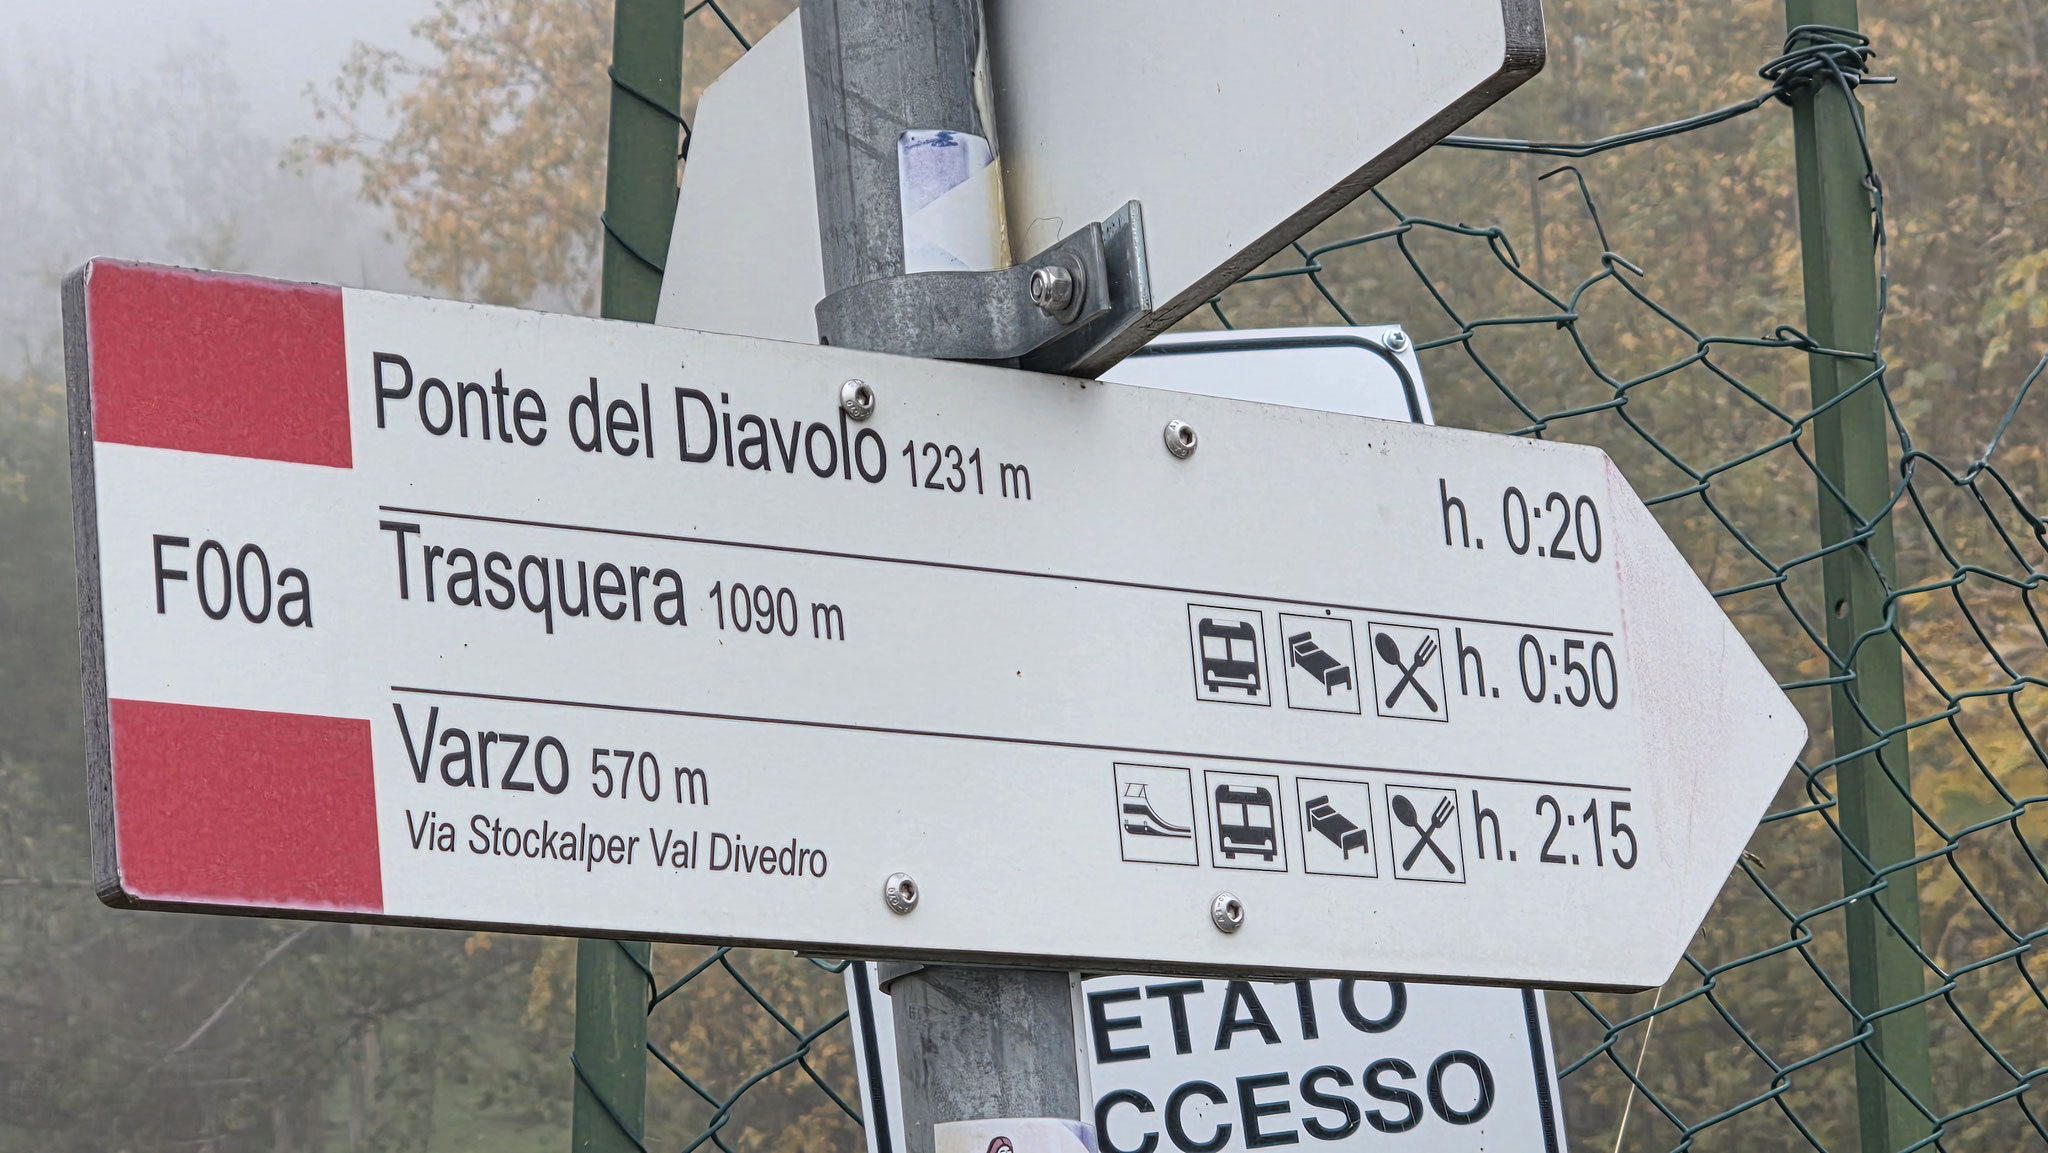 Ponte del Diavolo 1231 m h. 0:20
F00a
Trasquera 1090 m h. 0:50
Varzo 570 m h. 2:15
Via Stockalper Val Divedro
ETATO
CCESSO